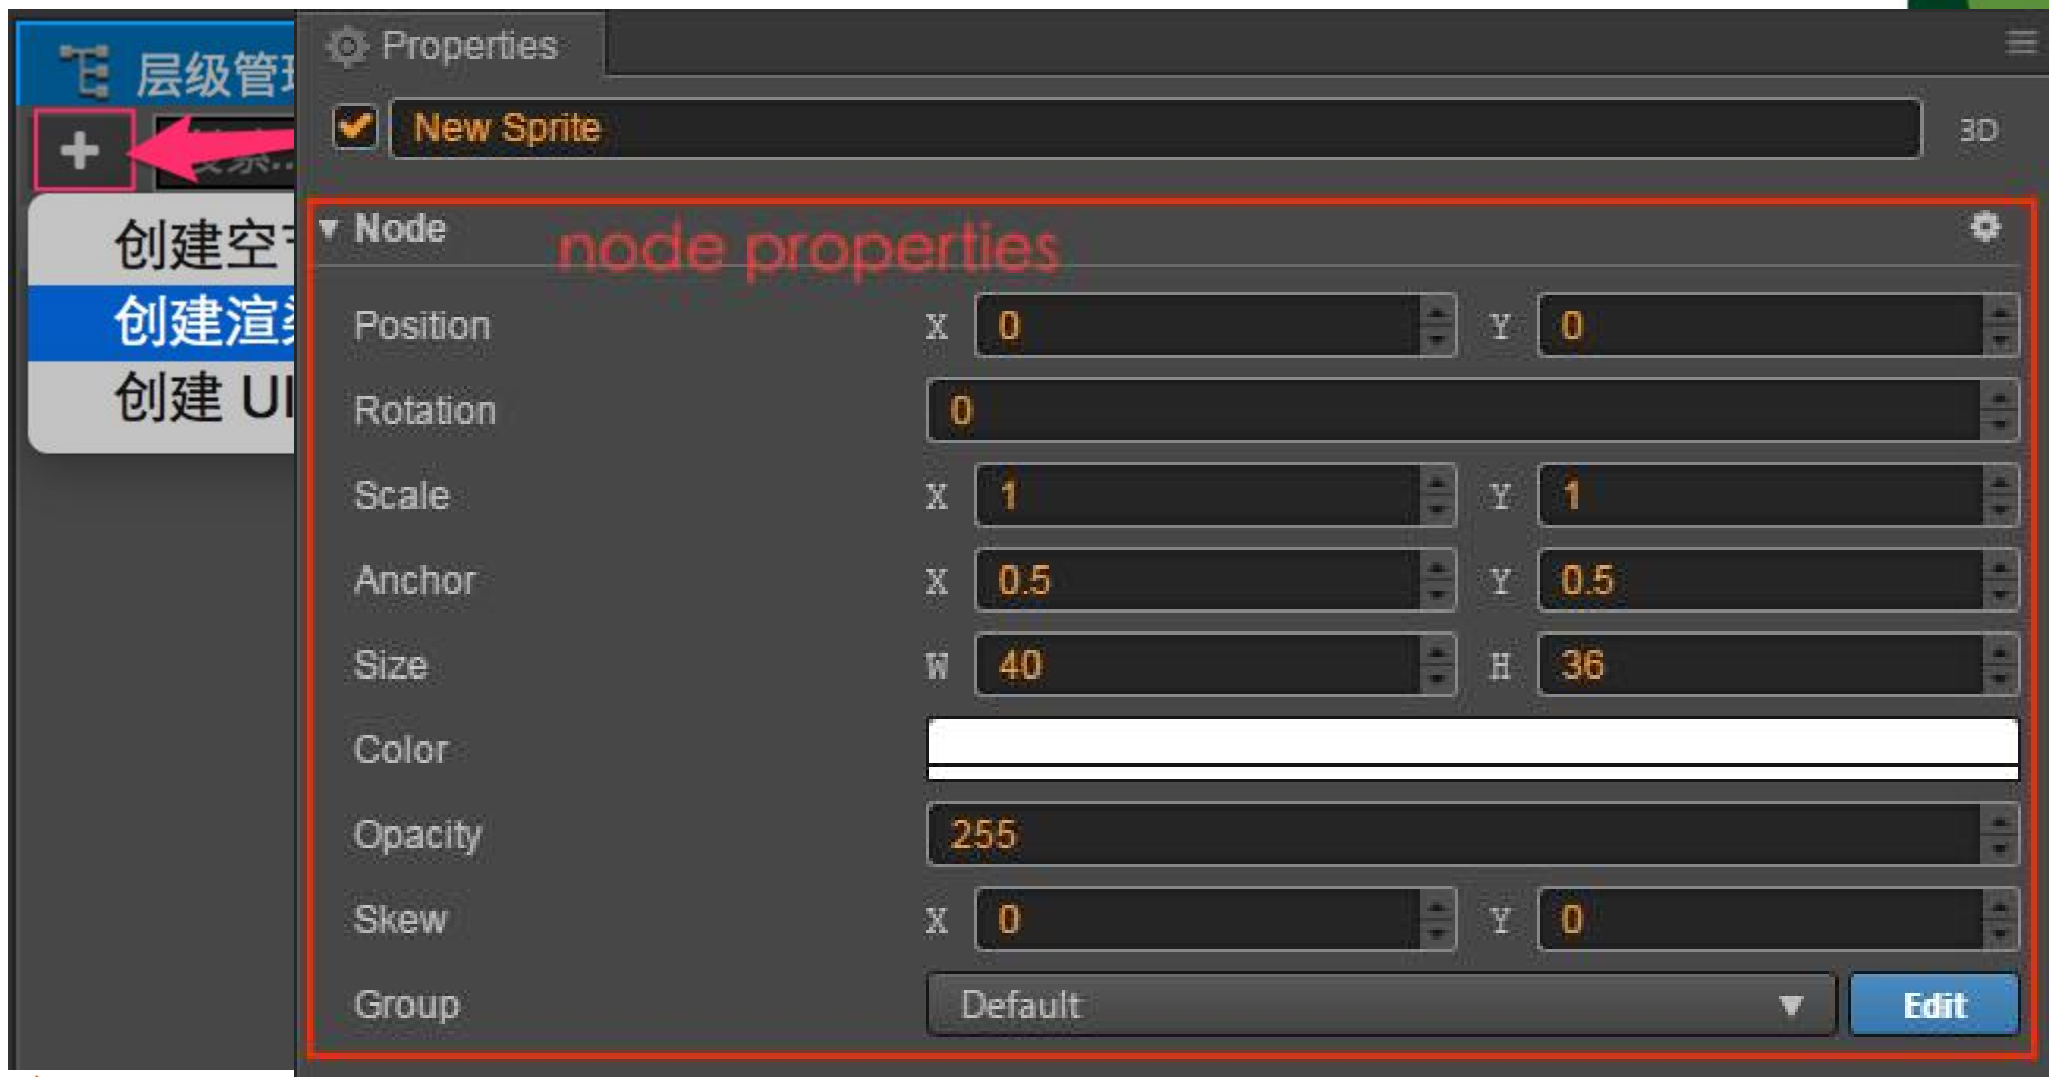 层级管
创建空
创建
创建 UI
Properties
New Sprite
3D
Node
node properties
Position X 0 Y 0
Rotation 0
Scale X 1 Y 1
Anchor X 0.5 Y 0.5
Size W 40 H 36
Color
Opacity 255
Skew X 0 Y 0
Group Default Edit